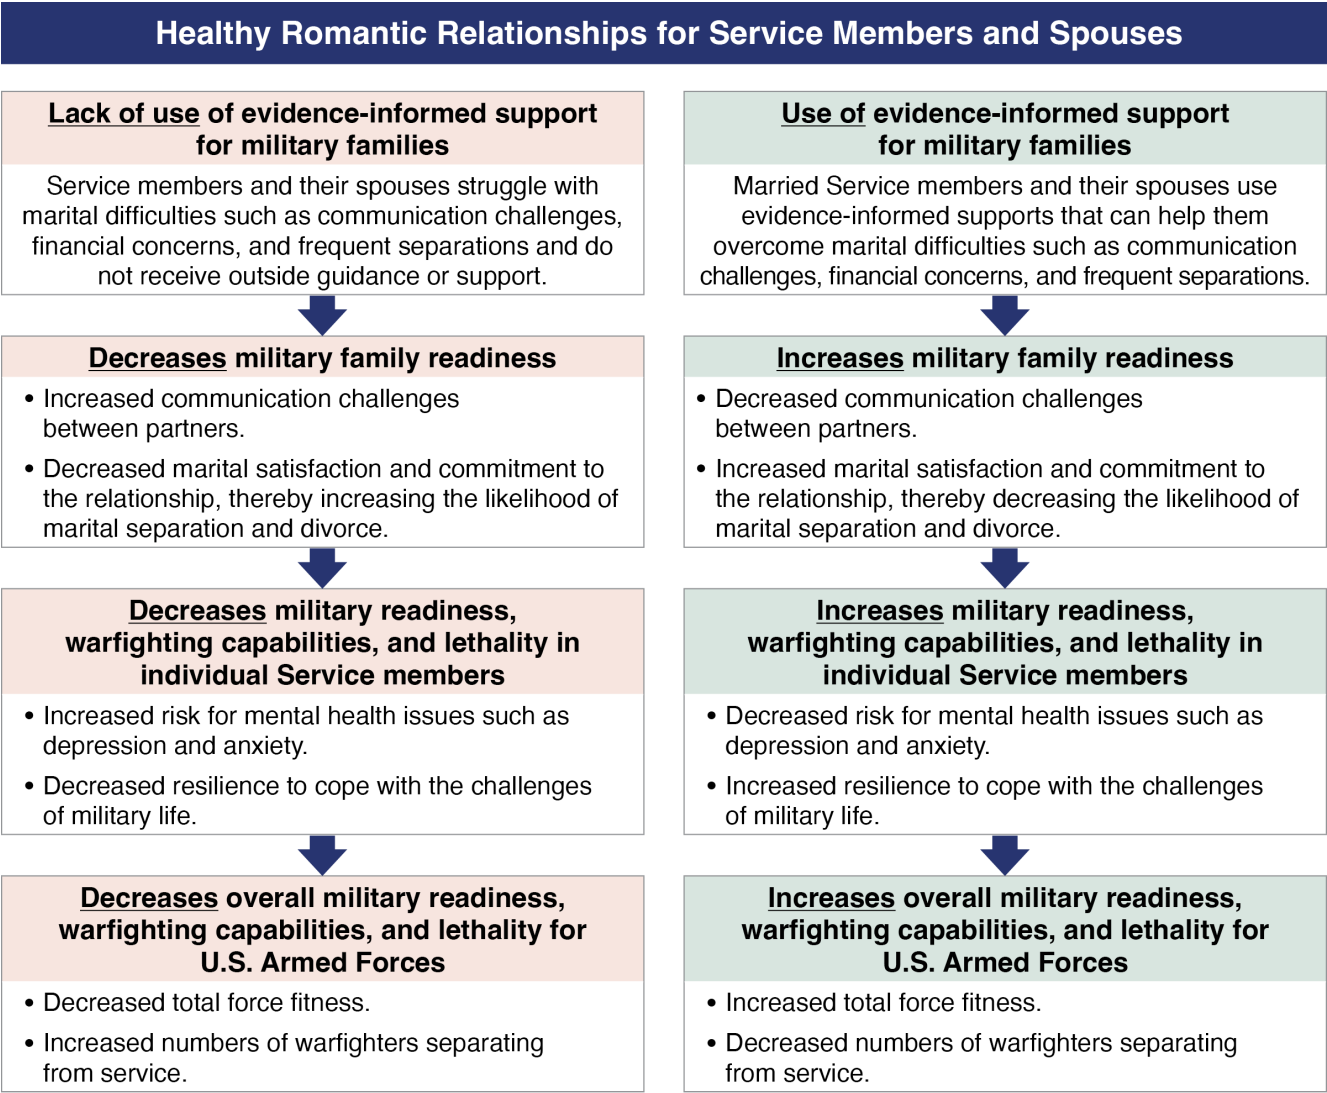 Healthy Romantic Relationships for Service Members and Spouses
Lack of use of evidence-informed support
for military families
Service members and their spouses struggle with
marital difficulties such as communication challenges,
financial concerns, and frequent separations and do
not receive outside guidance or support.
Decreases military family readiness
• Increased communication challenges
between partners.
• Decreased marital satisfaction and commitment to
the relationship, thereby increasing the likelihood of
marital separation and divorce.
Decreases military readiness,
warfighting capabilities, and lethality in
individual Service members
• Increased risk for mental health issues such as
depression and anxiety.
• Decreased resilience to cope with the challenges
of military life.
Decreases overall military readiness,
warfighting capabilities, and lethality for
U.S. Armed Forces
• Decreased total force fitness.
• Increased numbers of warfighters separating
from service.
Use of evidence-informed support
for military families
Married Service members and their spouses use
evidence-informed supports that can help them
overcome marital difficulties such as communication
challenges, financial concerns, and frequent separations.
Increases military family readiness
• Decreased communication challenges
between partners.
• Increased marital satisfaction and commitment to
the relationship, thereby decreasing the likelihood of
marital separation and divorce.
Increases military readiness,
warfighting capabilities, and lethality in
individual Service members
• Decreased risk for mental health issues such as
depression and anxiety.
• Increased resilience to cope with the challenges
of military life.
Increases overall military readiness,
warfighting capabilities, and lethality for
U.S. Armed Forces
• Increased total force fitness.
• Decreased numbers of warfighters separating
from service.